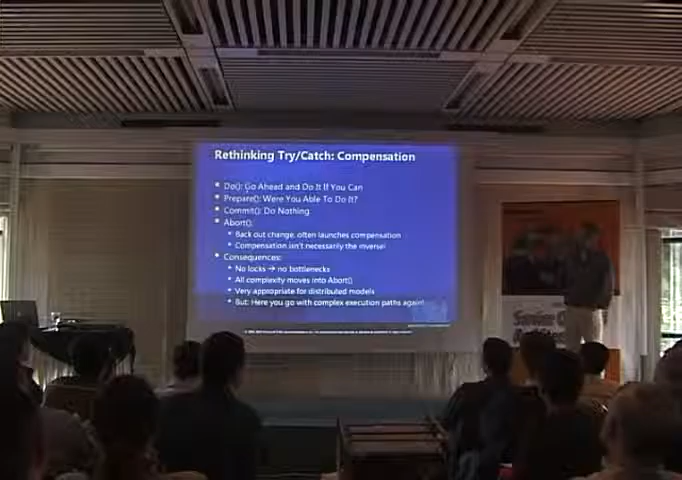 Rethinking Try/Catch: Compensation
• Do(): Go Ahead and Do It If You Can
• Prepare(): Were You Able To Do It?
• Commit(): Do Nothing
• Abort():
• Back out change, often launches compensation
• Compensation isn't necessarily the inverse!
• Consequences:
• No locks → no bottlenecks
• All complexity moves into Abort()
• Very appropriate for distributed models
• But: Here you go with complex execution paths again!